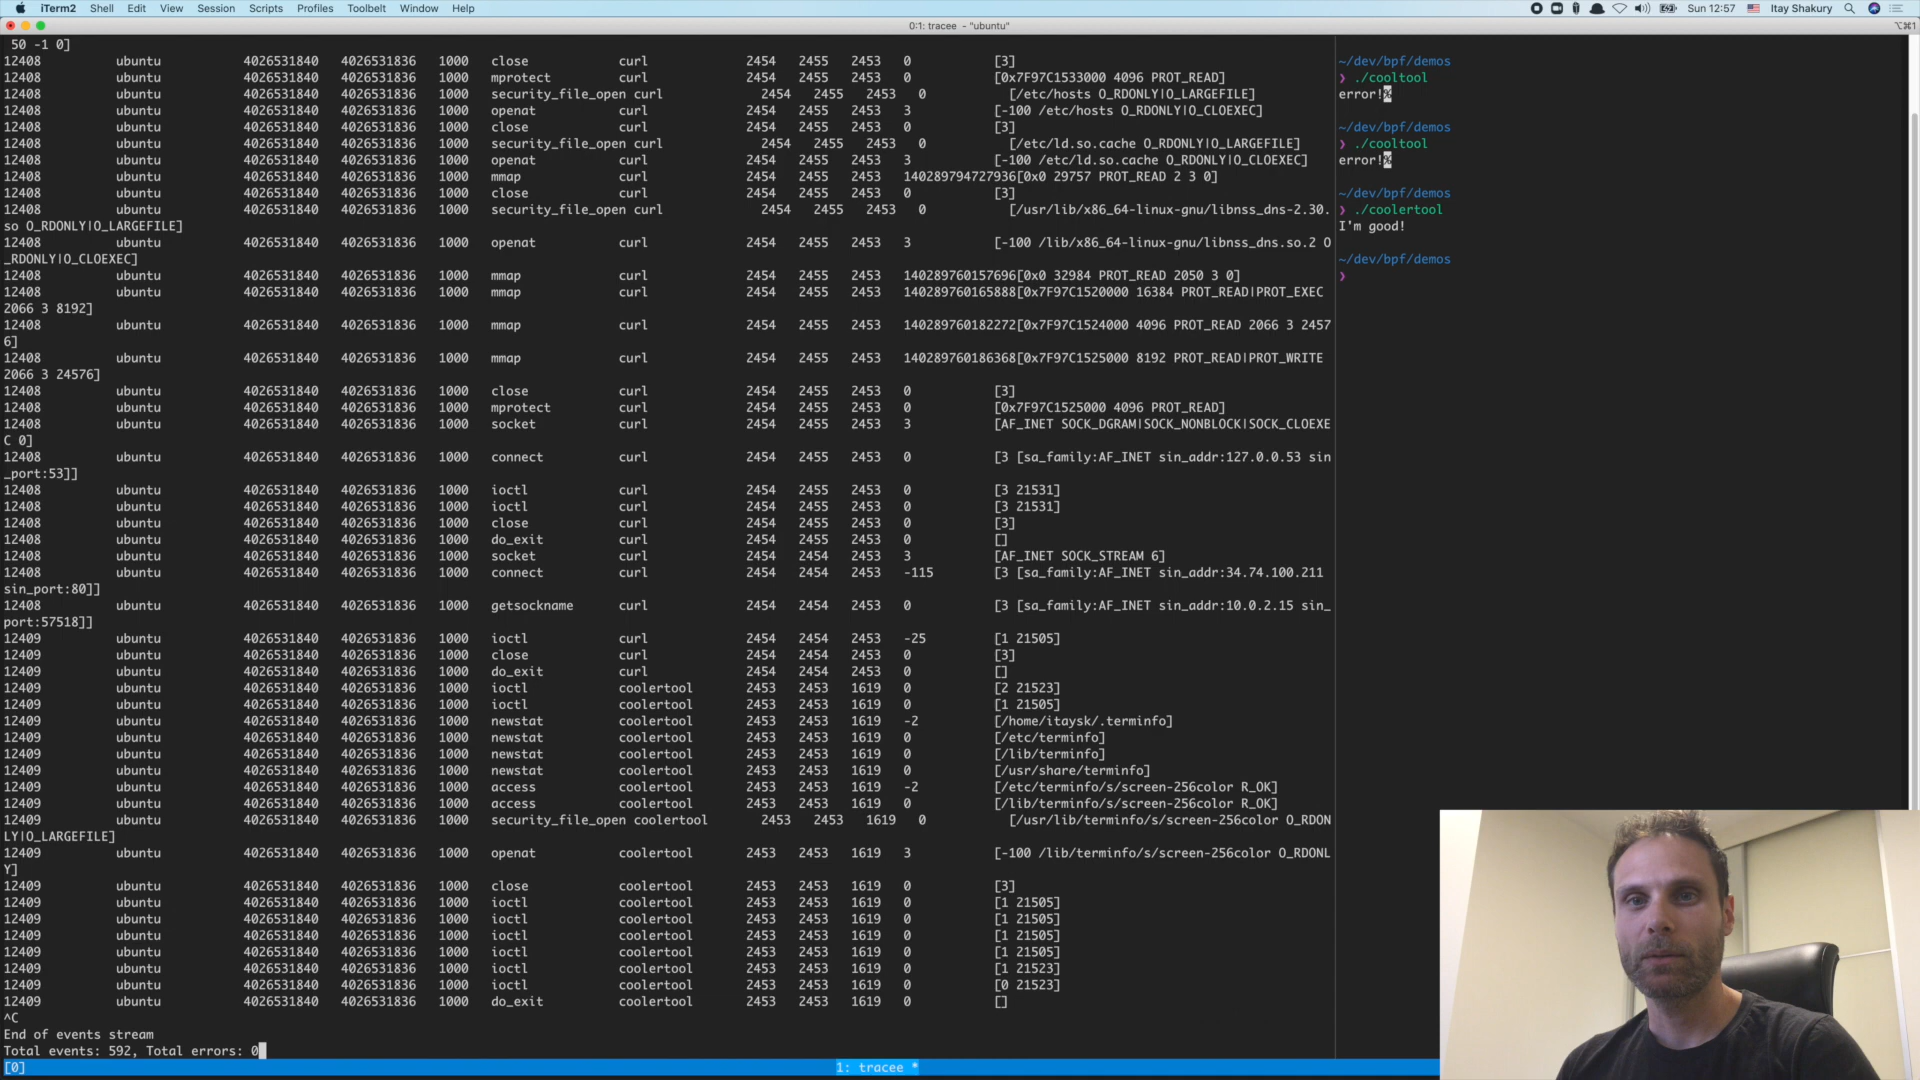 iTerm2 Shell Edit View Session Scripts Profiles Toolbelt Window Help Sun 12:57 Itay Shakury
0:1: tracee - "ubuntu" ⌥⌘1
50 -1 0]
12408 ubuntu 4026531840 4026531836 1000 close curl 2454 2455 2453 0 [3]
12408 ubuntu 4026531840 4026531836 1000 mprotect curl 2454 2455 2453 0 [0x7F97C1533000 4096 PROT_READ]
12408 ubuntu 4026531840 4026531836 1000 security_file_open curl 2454 2455 2453 0 [/etc/hosts O_RDONLY|O_LARGEFILE]
12408 ubuntu 4026531840 4026531836 1000 openat curl 2454 2455 2453 3 [-100 /etc/hosts O_RDONLY|O_CLOEXEC]
12408 ubuntu 4026531840 4026531836 1000 close curl 2454 2455 2453 0 [3]
12408 ubuntu 4026531840 4026531836 1000 security_file_open curl 2454 2455 2453 0 [/etc/ld.so.cache O_RDONLY|O_LARGEFILE]
12408 ubuntu 4026531840 4026531836 1000 openat curl 2454 2455 2453 3 [-100 /etc/ld.so.cache O_RDONLY|O_CLOEXEC]
12408 ubuntu 4026531840 4026531836 1000 mmap curl 2454 2455 2453 140289794727936[0x0 29757 PROT_READ 2 3 0]
12408 ubuntu 4026531840 4026531836 1000 close curl 2454 2455 2453 0 [3]
12408 ubuntu 4026531840 4026531836 1000 security_file_open curl 2454 2455 2453 0 [/usr/lib/x86_64-linux-gnu/libnss_dns-2.30.
so O_RDONLY|O_LARGEFILE]
12408 ubuntu 4026531840 4026531836 1000 openat curl 2454 2455 2453 3 [-100 /lib/x86_64-linux-gnu/libnss_dns.so.2 O
_RDONLY|O_CLOEXEC]
12408 ubuntu 4026531840 4026531836 1000 mmap curl 2454 2455 2453 140289760157696[0x0 32984 PROT_READ 2050 3 0]
12408 ubuntu 4026531840 4026531836 1000 mmap curl 2454 2455 2453 140289760165888[0x7F97C1520000 16384 PROT_READ|PROT_EXEC
2066 3 8192]
12408 ubuntu 4026531840 4026531836 1000 mmap curl 2454 2455 2453 140289760182272[0x7F97C1524000 4096 PROT_READ 2066 3 2457
6]
12408 ubuntu 4026531840 4026531836 1000 mmap curl 2454 2455 2453 140289760186368[0x7F97C1525000 8192 PROT_READ|PROT_WRITE
2066 3 24576]
12408 ubuntu 4026531840 4026531836 1000 close curl 2454 2455 2453 0 [3]
12408 ubuntu 4026531840 4026531836 1000 mprotect curl 2454 2455 2453 0 [0x7F97C1525000 4096 PROT_READ]
12408 ubuntu 4026531840 4026531836 1000 socket curl 2454 2455 2453 3 [AF_INET SOCK_DGRAM|SOCK_NONBLOCK|SOCK_CLOEXE
C 0]
12408 ubuntu 4026531840 4026531836 1000 connect curl 2454 2455 2453 0 [3 [sa_family:AF_INET sin_addr:127.0.0.53 sin
_port:53]]
12408 ubuntu 4026531840 4026531836 1000 ioctl curl 2454 2455 2453 0 [3 21531]
12408 ubuntu 4026531840 4026531836 1000 ioctl curl 2454 2455 2453 0 [3 21531]
12408 ubuntu 4026531840 4026531836 1000 close curl 2454 2455 2453 0 [3]
12408 ubuntu 4026531840 4026531836 1000 do_exit curl 2454 2455 2453 0 []
12408 ubuntu 4026531840 4026531836 1000 socket curl 2454 2454 2453 3 [AF_INET SOCK_STREAM 6]
12408 ubuntu 4026531840 4026531836 1000 connect curl 2454 2454 2453 -115 [3 [sa_family:AF_INET sin_addr:34.74.100.211
sin_port:80]]
12408 ubuntu 4026531840 4026531836 1000 getsockname curl 2454 2454 2453 0 [3 [sa_family:AF_INET sin_addr:10.0.2.15 sin_
port:57518]]
12409 ubuntu 4026531840 4026531836 1000 ioctl curl 2454 2454 2453 -25 [1 21505]
12409 ubuntu 4026531840 4026531836 1000 close curl 2454 2454 2453 0 [3]
12409 ubuntu 4026531840 4026531836 1000 do_exit curl 2454 2454 2453 0 []
12409 ubuntu 4026531840 4026531836 1000 ioctl coolertool 2453 2453 1619 0 [2 21523]
12409 ubuntu 4026531840 4026531836 1000 ioctl coolertool 2453 2453 1619 0 [1 21505]
12409 ubuntu 4026531840 4026531836 1000 newstat coolertool 2453 2453 1619 -2 [/home/itaysk/.terminfo]
12409 ubuntu 4026531840 4026531836 1000 newstat coolertool 2453 2453 1619 0 [/etc/terminfo]
12409 ubuntu 4026531840 4026531836 1000 newstat coolertool 2453 2453 1619 0 [/lib/terminfo]
12409 ubuntu 4026531840 4026531836 1000 newstat coolertool 2453 2453 1619 0 [/usr/share/terminfo]
12409 ubuntu 4026531840 4026531836 1000 access coolertool 2453 2453 1619 -2 [/etc/terminfo/s/screen-256color R_OK]
12409 ubuntu 4026531840 4026531836 1000 access coolertool 2453 2453 1619 0 [/lib/terminfo/s/screen-256color R_OK]
12409 ubuntu 4026531840 4026531836 1000 security_file_open coolertool 2453 2453 1619 0 [/usr/lib/terminfo/s/screen-256color O_RDON
LY|O_LARGEFILE]
12409 ubuntu 4026531840 4026531836 1000 openat coolertool 2453 2453 1619 3 [-100 /lib/terminfo/s/screen-256color O_RDONL
Y]
12409 ubuntu 4026531840 4026531836 1000 close coolertool 2453 2453 1619 0 [3]
12409 ubuntu 4026531840 4026531836 1000 ioctl coolertool 2453 2453 1619 0 [1 21505]
12409 ubuntu 4026531840 4026531836 1000 ioctl coolertool 2453 2453 1619 0 [1 21505]
12409 ubuntu 4026531840 4026531836 1000 ioctl coolertool 2453 2453 1619 0 [1 21505]
12409 ubuntu 4026531840 4026531836 1000 ioctl coolertool 2453 2453 1619 0 [1 21505]
12409 ubuntu 4026531840 4026531836 1000 ioctl coolertool 2453 2453 1619 0 [1 21523]
12409 ubuntu 4026531840 4026531836 1000 ioctl coolertool 2453 2453 1619 0 [0 21523]
12409 ubuntu 4026531840 4026531836 1000 do_exit coolertool 2453 2453 1619 0 []
^C
End of events stream
Total events: 592, Total errors: 0
~/dev/bpf/demos
❯ ./cooltool
error!%
~/dev/bpf/demos
❯ ./cooltool
error!%
~/dev/bpf/demos
❯ ./coolertool
I'm good!
~/dev/bpf/demos
❯
[0] 1: tracee *